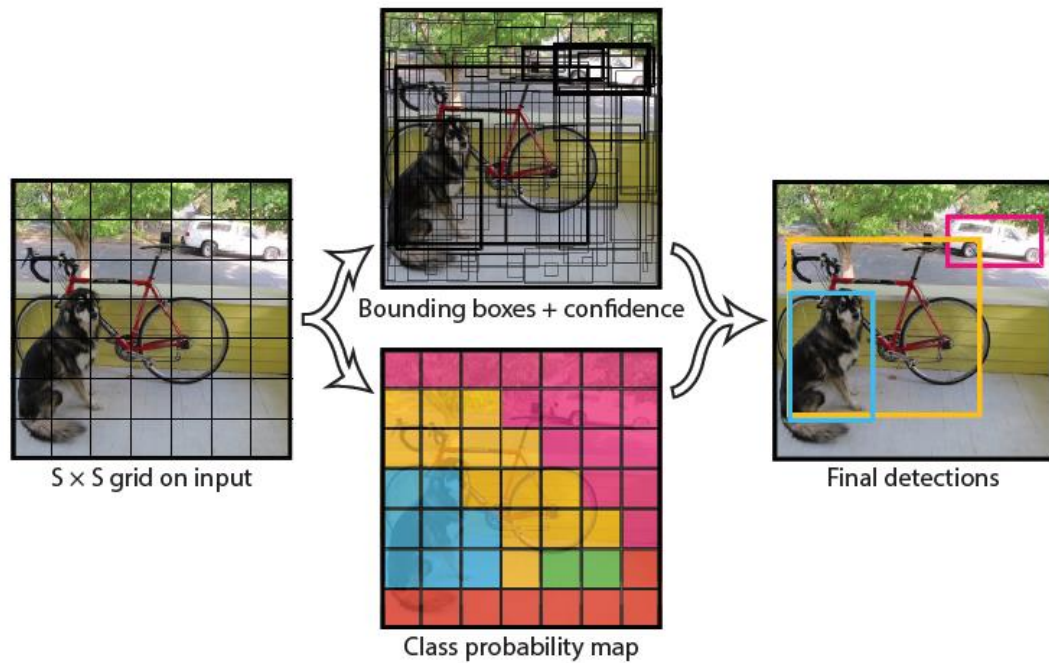 Bounding boxes + confidence
S × S grid on input
Final detections
Class probability map